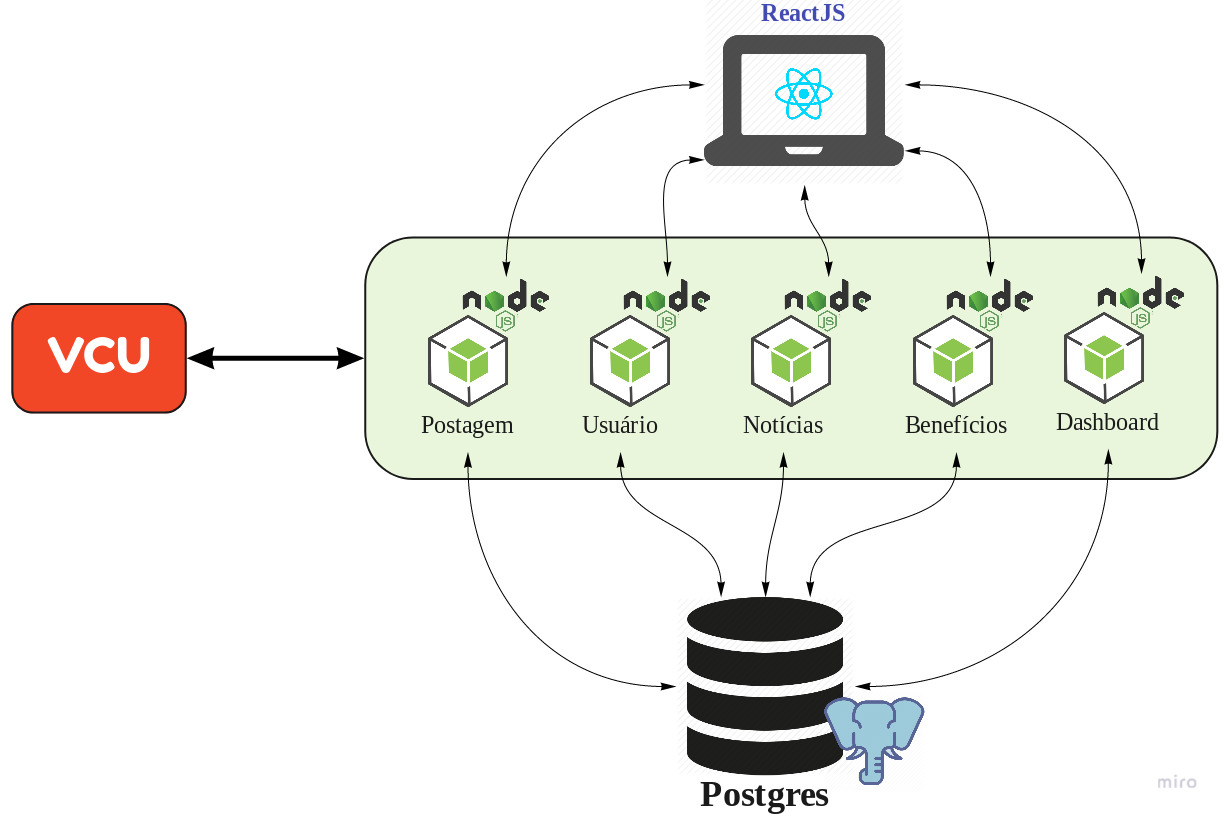 ReactJS
node
JS
node
JS
node
JS
node
JS
node
JS
VCU
Postagem
Usuário
Notícias
Benefícios
Dashboard
Postgres
miro